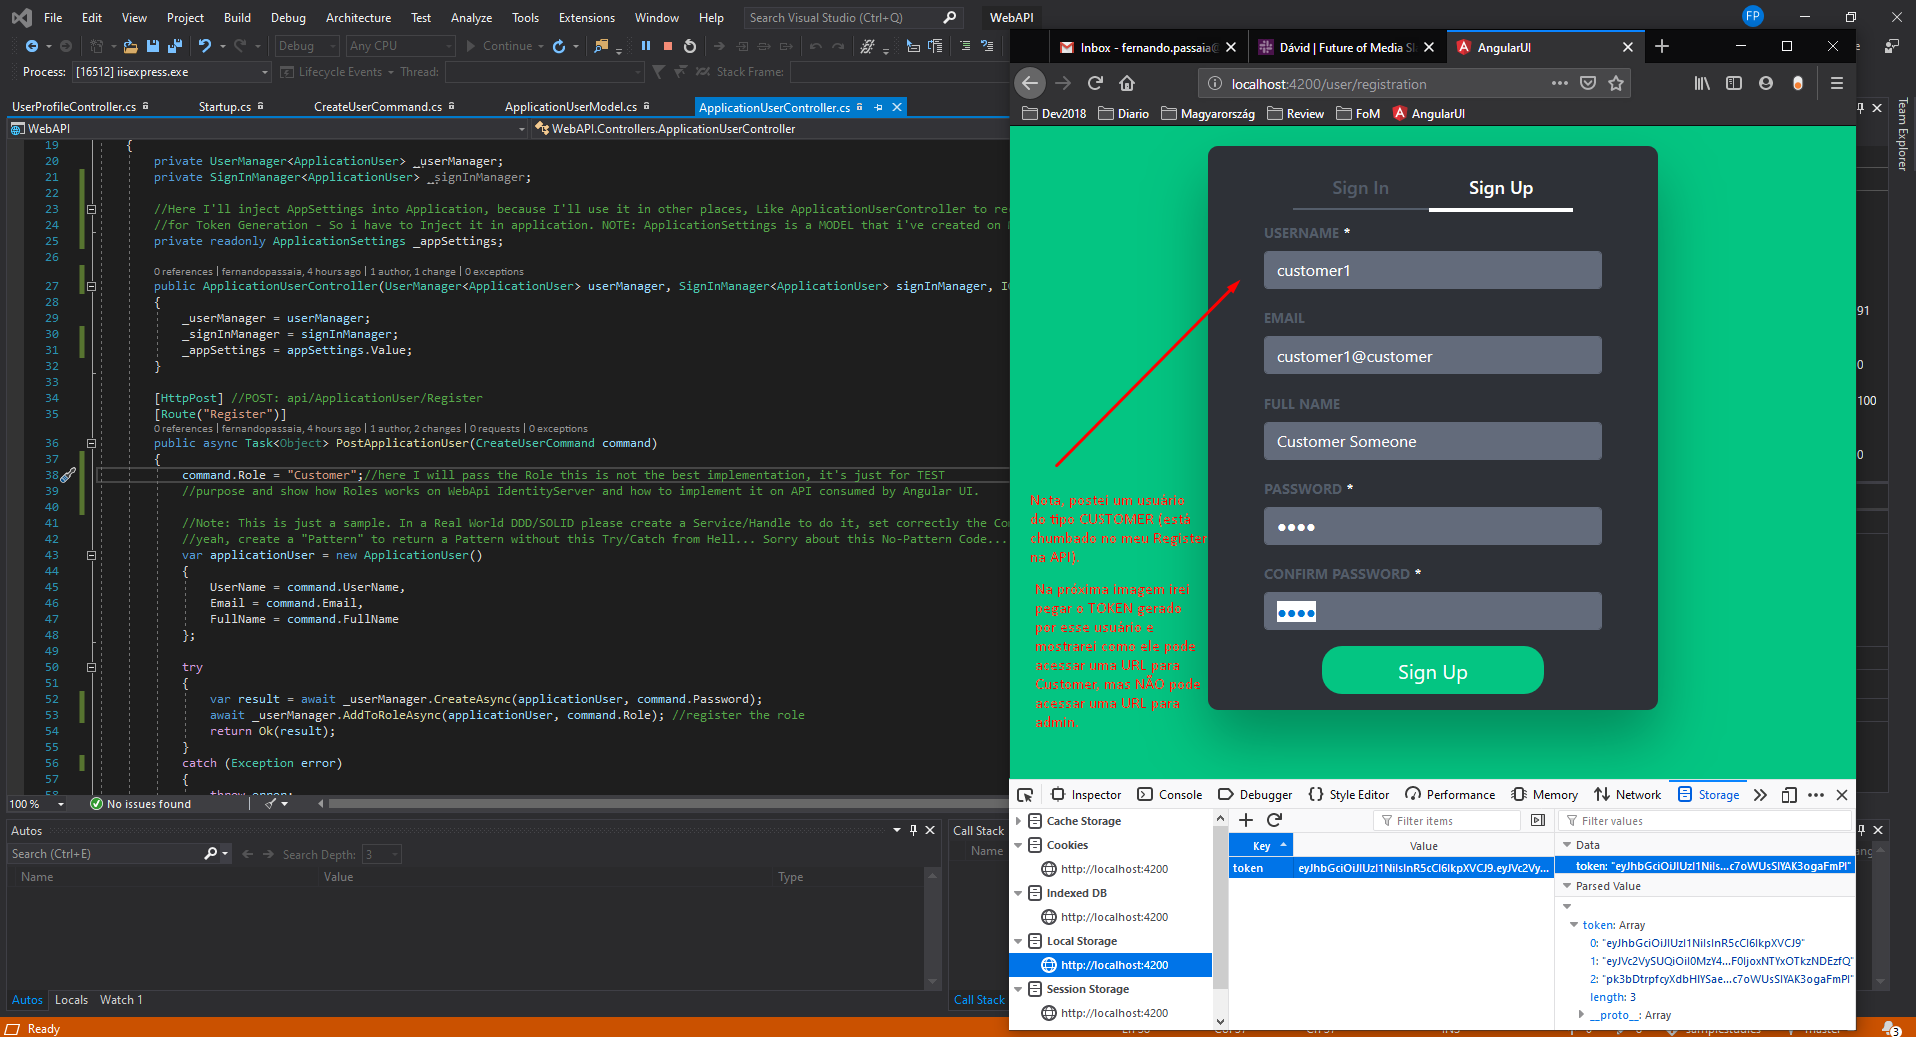 File Edit View Project Build Debug Architecture Test Analyze Tools Extensions Window Help Search Visual Studio (Ctrl+Q) WebAPI FP
Debug Any CPU Continue
Process: [16512] iisexpress.exe Lifecycle Events Thread: Stack Frame:
UserProfileController.cs Startup.cs CreateUserCommand.cs ApplicationUserModel.cs ApplicationUserController.cs
WebAPI WebAPI.Controllers.ApplicationUserController
19 {
20 private UserManager<ApplicationUser> _userManager;
21 private SignInManager<ApplicationUser> _signInManager;
22
23 //Here I'll inject AppSettings into Application, because I'll use it in other places, Like ApplicationUserController to re
24 //for Token Generation - So i have to Inject it in application. NOTE: ApplicationSettings is a MODEL that i've created on
25 private readonly ApplicationSettings _appSettings;
26
0 references | fernandopassaia, 4 hours ago | 1 author, 1 change | 0 exceptions
27 public ApplicationUserController(UserManager<ApplicationUser> userManager, SignInManager<ApplicationUser> signInManager, I
28 {
29 _userManager = userManager;
30 _signInManager = signInManager;
31 _appSettings = appSettings.Value;
32 }
33
34 [HttpPost] //POST: api/ApplicationUser/Register
35 [Route("Register")]
0 references | fernandopassaia, 4 hours ago | 1 author, 2 changes | 0 requests | 0 exceptions
36 public async Task<Object> PostApplicationUser(CreateUserCommand command)
37 {
38 command.Role = "Customer";//here I will pass the Role this is not the best implementation, it's just for TEST
39 //purpose and show how Roles works on WebApi IdentityServer and how to implement it on API consumed by Angular UI.
40
41 //Note: This is just a sample. In a Real World DDD/SOLID please create a Service/Handle to do it, set correctly the Co
42 //yeah, create a "Pattern" to return a Pattern without this Try/Catch from Hell... Sorry about this No-Pattern Code...
43 var applicationUser = new ApplicationUser()
44 {
45 UserName = command.UserName,
46 Email = command.Email,
47 FullName = command.FullName
48 };
49
50 try
51 {
52 var result = await _userManager.CreateAsync(applicationUser, command.Password);
53 await _userManager.AddToRoleAsync(applicationUser, command.Role); //register the role
54 return Ok(result);
55 }
56 catch (Exception error)
57 {
58 throw error;
100 % No issues found
Autos
Search (Ctrl+E) Search Depth: 3
Name Value Type
Autos Locals Watch 1
Call Stack
Name
Call Stack
Ready
Team Explorer
91
0
100
0
Inbox - fernando.passaia@ Dávid | Future of Media Sl AngularUI
localhost:4200/user/registration
Dev2018 Diario Magyarország Review FoM AngularUI
Sign In Sign Up
USERNAME *
customer1
EMAIL
customer1@customer
FULL NAME
Customer Someone
PASSWORD *
CONFIRM PASSWORD *
Sign Up
Nota, postei um usuário
do tipo CUSTOMER (está
chumbado no meu Register
na API).
Na próxima imagem irei
pegar o TOKEN gerado
por esse usuário e
mostrarei como ele pode
acessar uma URL para
Customer, mas NÃO pode
acessar uma URL para
admin.
Inspector Console Debugger Style Editor Performance Memory Network Storage
Cache Storage
Cookies
http://localhost:4200
Indexed DB
http://localhost:4200
Local Storage
http://localhost:4200
Session Storage
http://localhost:4200
Filter items
Key Value
token eyJhbGciOiJIUzI1NiIsInR5cCI6IkpXVCJ9.eyJVc2Vy...
Filter values
Data
token: "eyJhbGciOiJIUzI1NiIs...c7oWUsSIYAK3ogaFmPI"
Parsed Value
token: Array
0: "eyJhbGciOiJIUzI1NiIsInR5cCI6IkpXVCJ9"
1: "eyJVc2VySUQiOiI0MzY4...F0IjoxNTYxOTkzNDEzfQ"
2: "pk3bDtrpfcyXdbHIYSae...c7oWUsSIYAK3ogaFmPI"
length: 3
__proto__: Array
3